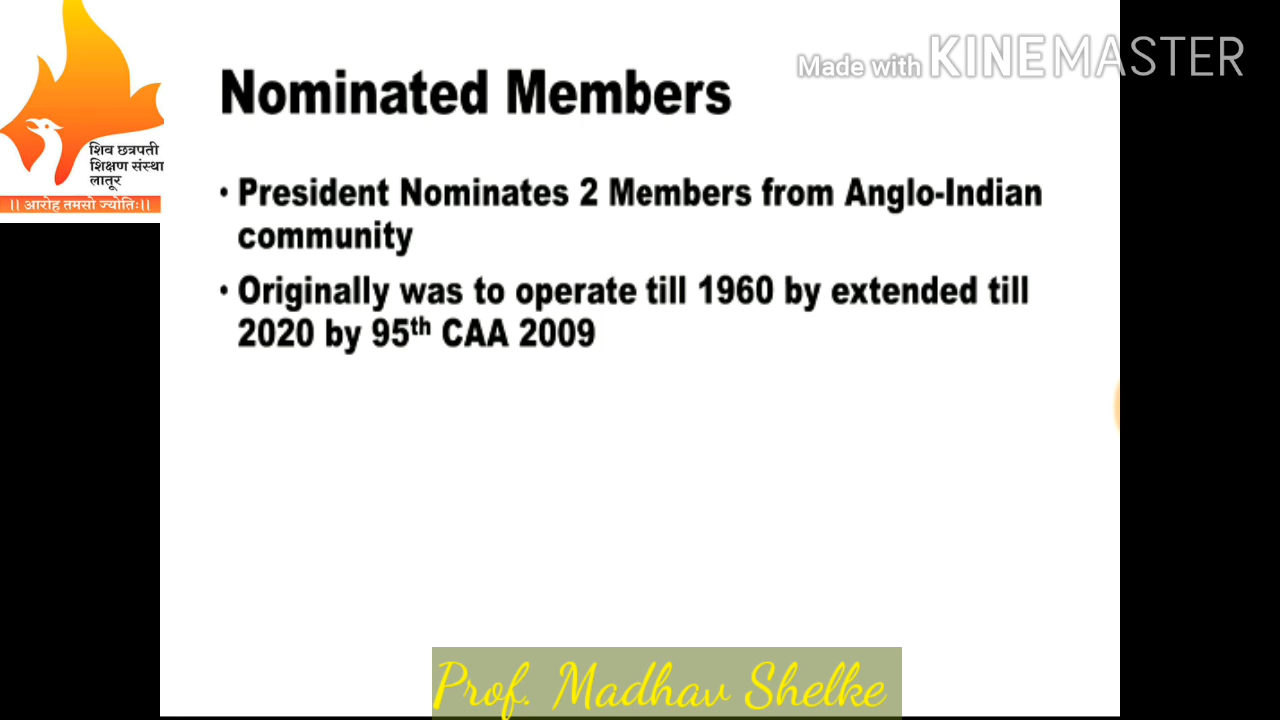 Made with KINEMASTER
Nominated Members
शिव छत्रपती
शिक्षण संस्था
लातूर
।। आरोह तमसो ज्योतिः।।
• President Nominates 2 Members from Anglo-Indian
community
• Originally was to operate till 1960 by extended till
2020 by 95th CAA 2009
Prof. Madhav Shelke